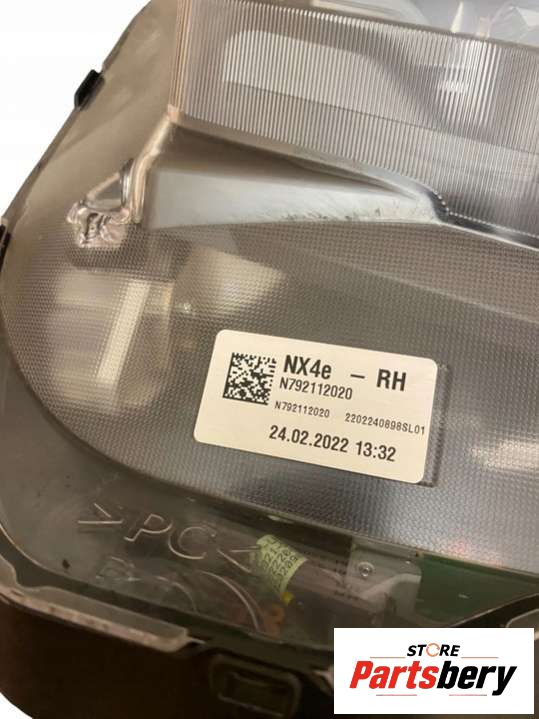 NX4e - RH
N792112020
N792112020 2202240898SL01
24.02.2022 13:32
>PC<
STORE
Partsbery